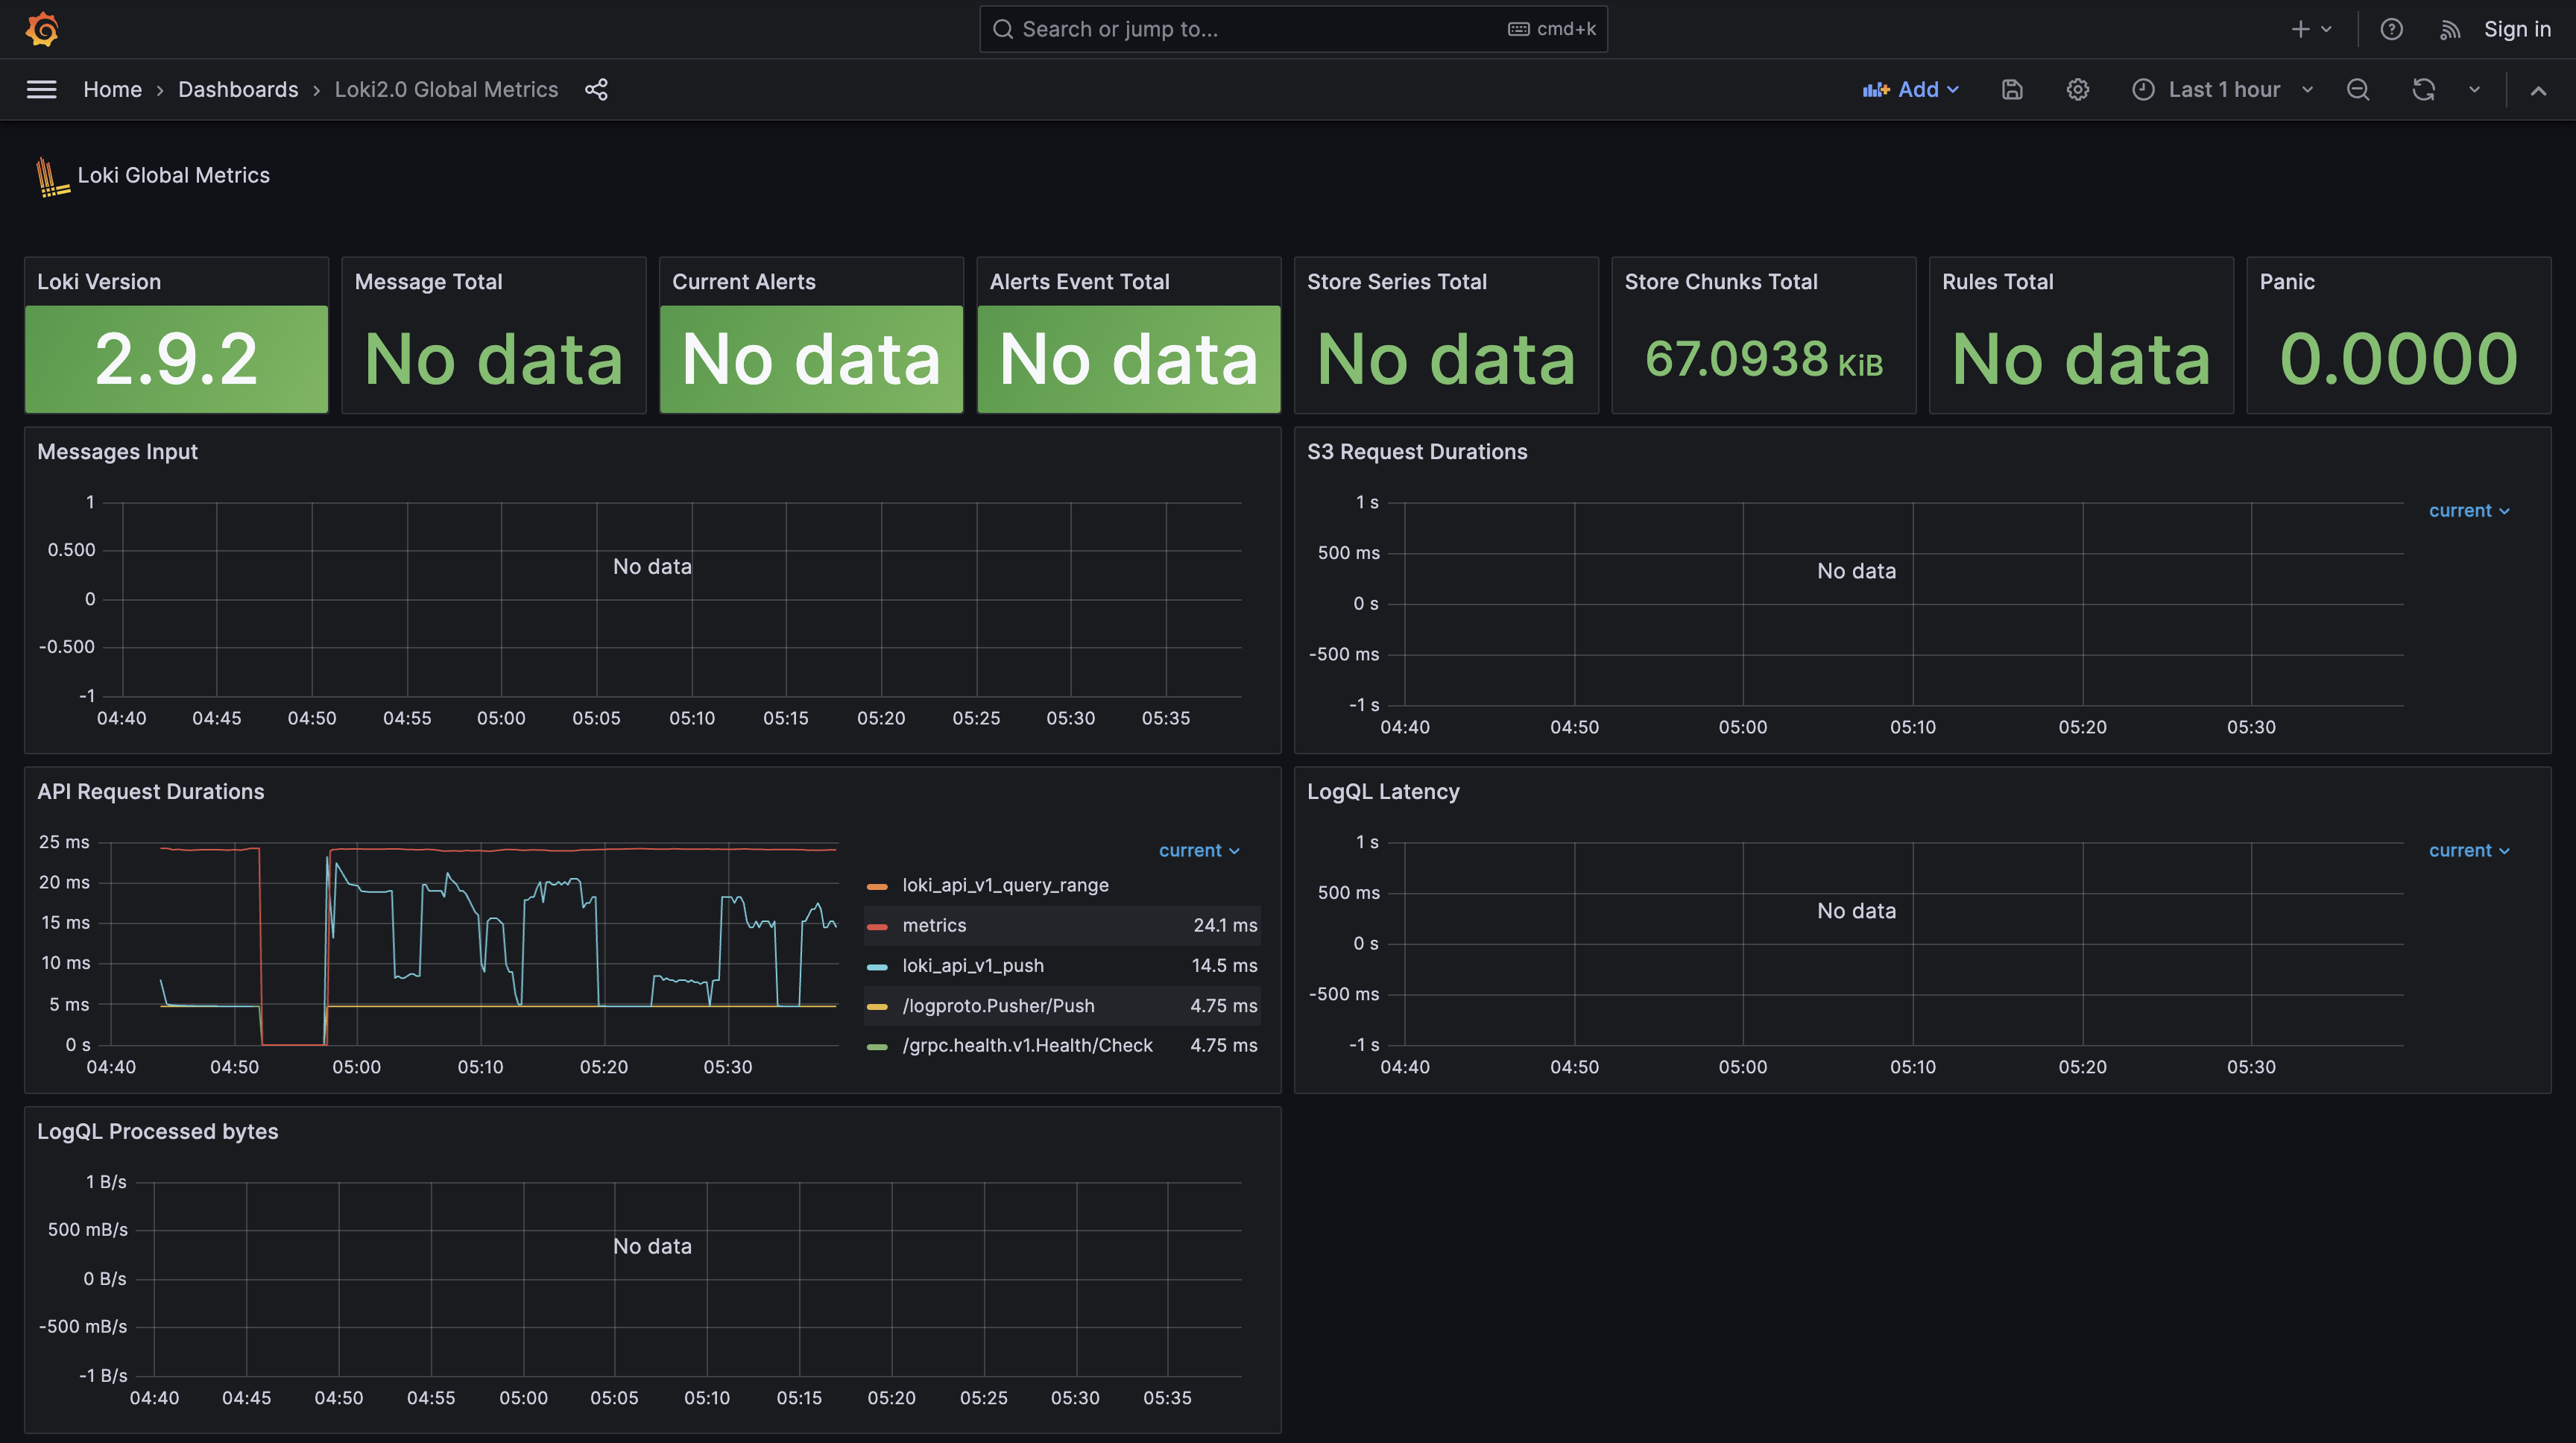 Search or jump to...
cmd+k
Sign in
Home › Dashboards › Loki2.0 Global Metrics
Add
Last 1 hour
Loki Global Metrics
Loki Version
2.9.2
Message Total
No data
Current Alerts
No data
Alerts Event Total
No data
Store Series Total
No data
Store Chunks Total
67.0938 KiB
Rules Total
No data
Panic
0.0000
Messages Input
1
0.500
0
-0.500
-1
No data
04:40 04:45 04:50 04:55 05:00 05:05 05:10 05:15 05:20 05:25 05:30 05:35
S3 Request Durations
1 s
500 ms
0 s
-500 ms
-1 s
No data
04:40 04:50 05:00 05:10 05:20 05:30
current
API Request Durations
25 ms
20 ms
15 ms
10 ms
5 ms
0 s
04:40 04:50 05:00 05:10 05:20 05:30
current
loki_api_v1_query_range
metrics 24.1 ms
loki_api_v1_push 14.5 ms
/logproto.Pusher/Push 4.75 ms
/grpc.health.v1.Health/Check 4.75 ms
LogQL Latency
1 s
500 ms
0 s
-500 ms
-1 s
No data
04:40 04:50 05:00 05:10 05:20 05:30
current
LogQL Processed bytes
1 B/s
500 mB/s
0 B/s
-500 mB/s
-1 B/s
No data
04:40 04:45 04:50 04:55 05:00 05:05 05:10 05:15 05:20 05:25 05:30 05:35